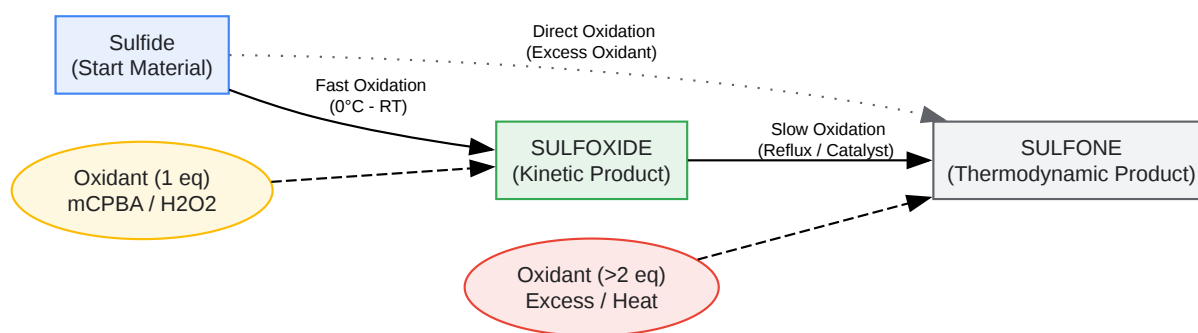 Sulfide
(Start Material)
Direct Oxidation
(Excess Oxidant)
Fast Oxidation
(0°C - RT)
SULFOXIDE
(Kinetic Product)
Slow Oxidation
(Reflux / Catalyst)
SULFONE
(Thermodynamic Product)
Oxidant (1 eq)
mCPBA / H2O2
Oxidant (>2 eq)
Excess / Heat